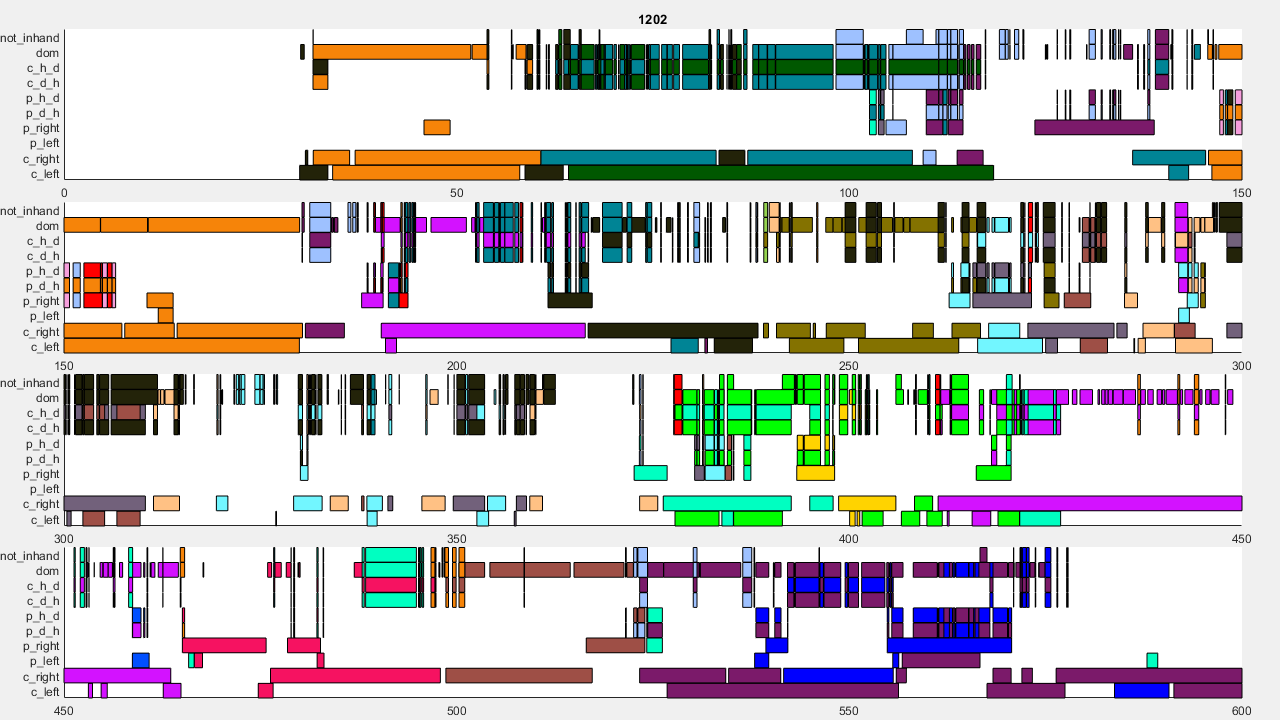 1202
not_inhand
dom
c_h_d
c_d_h
p_h_d
p_d_h
p_right
p_left
c_right
c_left
0 50 100 150
not_inhand
dom
c_h_d
c_d_h
p_h_d
p_d_h
p_right
p_left
c_right
c_left
150 200 250 300
not_inhand
dom
c_h_d
c_d_h
p_h_d
p_d_h
p_right
p_left
c_right
c_left
300 350 400 450
not_inhand
dom
c_h_d
c_d_h
p_h_d
p_d_h
p_right
p_left
c_right
c_left
450 500 550 600